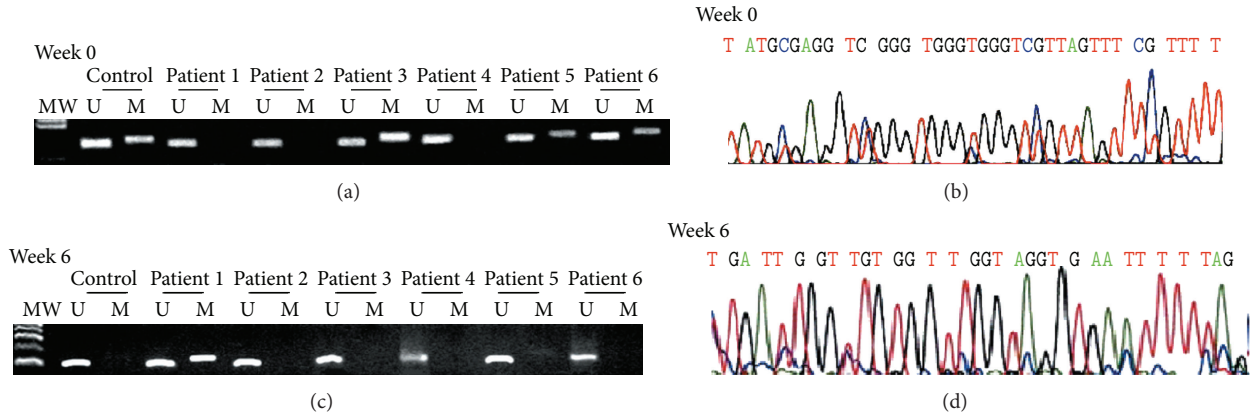 Week 0
Control Patient 1 Patient 2 Patient 3 Patient 4 Patient 5 Patient 6
MW U M U M U M U M U M U M U M
(a)
Week 0
T ATGCGAGG TC GGG TGGGTGGGTCGTTAGTTT CG TTT T
(b)
Week 6
Control Patient 1 Patient 2 Patient 3 Patient 4 Patient 5 Patient 6
MW U M U M U M U M U M U M U M
(c)
Week 6
T GA TT G GT TGT GG T T GGT AGGT G AA TT T T TAG
(d)